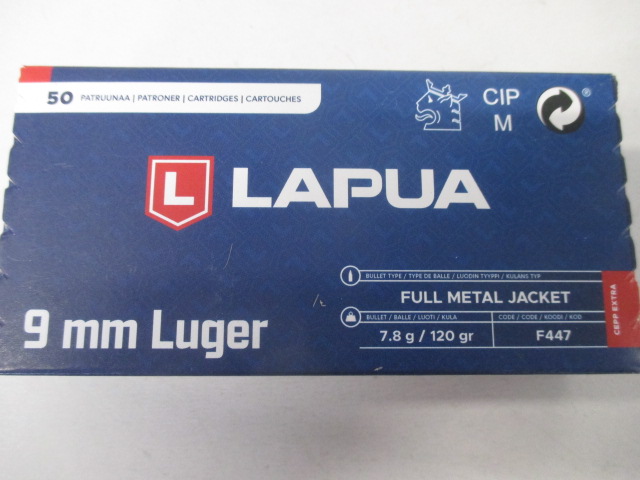 50 PATRUUNAA | PATRONER | CARTRIDGES | CARTOUCHES
CIP
M
®
L LAPUA
BULLET TYPE / TYPE DE BALLE / LUODIN TYYPPI / KULANS TYP
FULL METAL JACKET
BULLET / BALLE / LUOTI / KULA
CODE / CODE / KOODI / KOD
7.8 g / 120 gr
F447
CEPP EXTRA
9 mm Luger